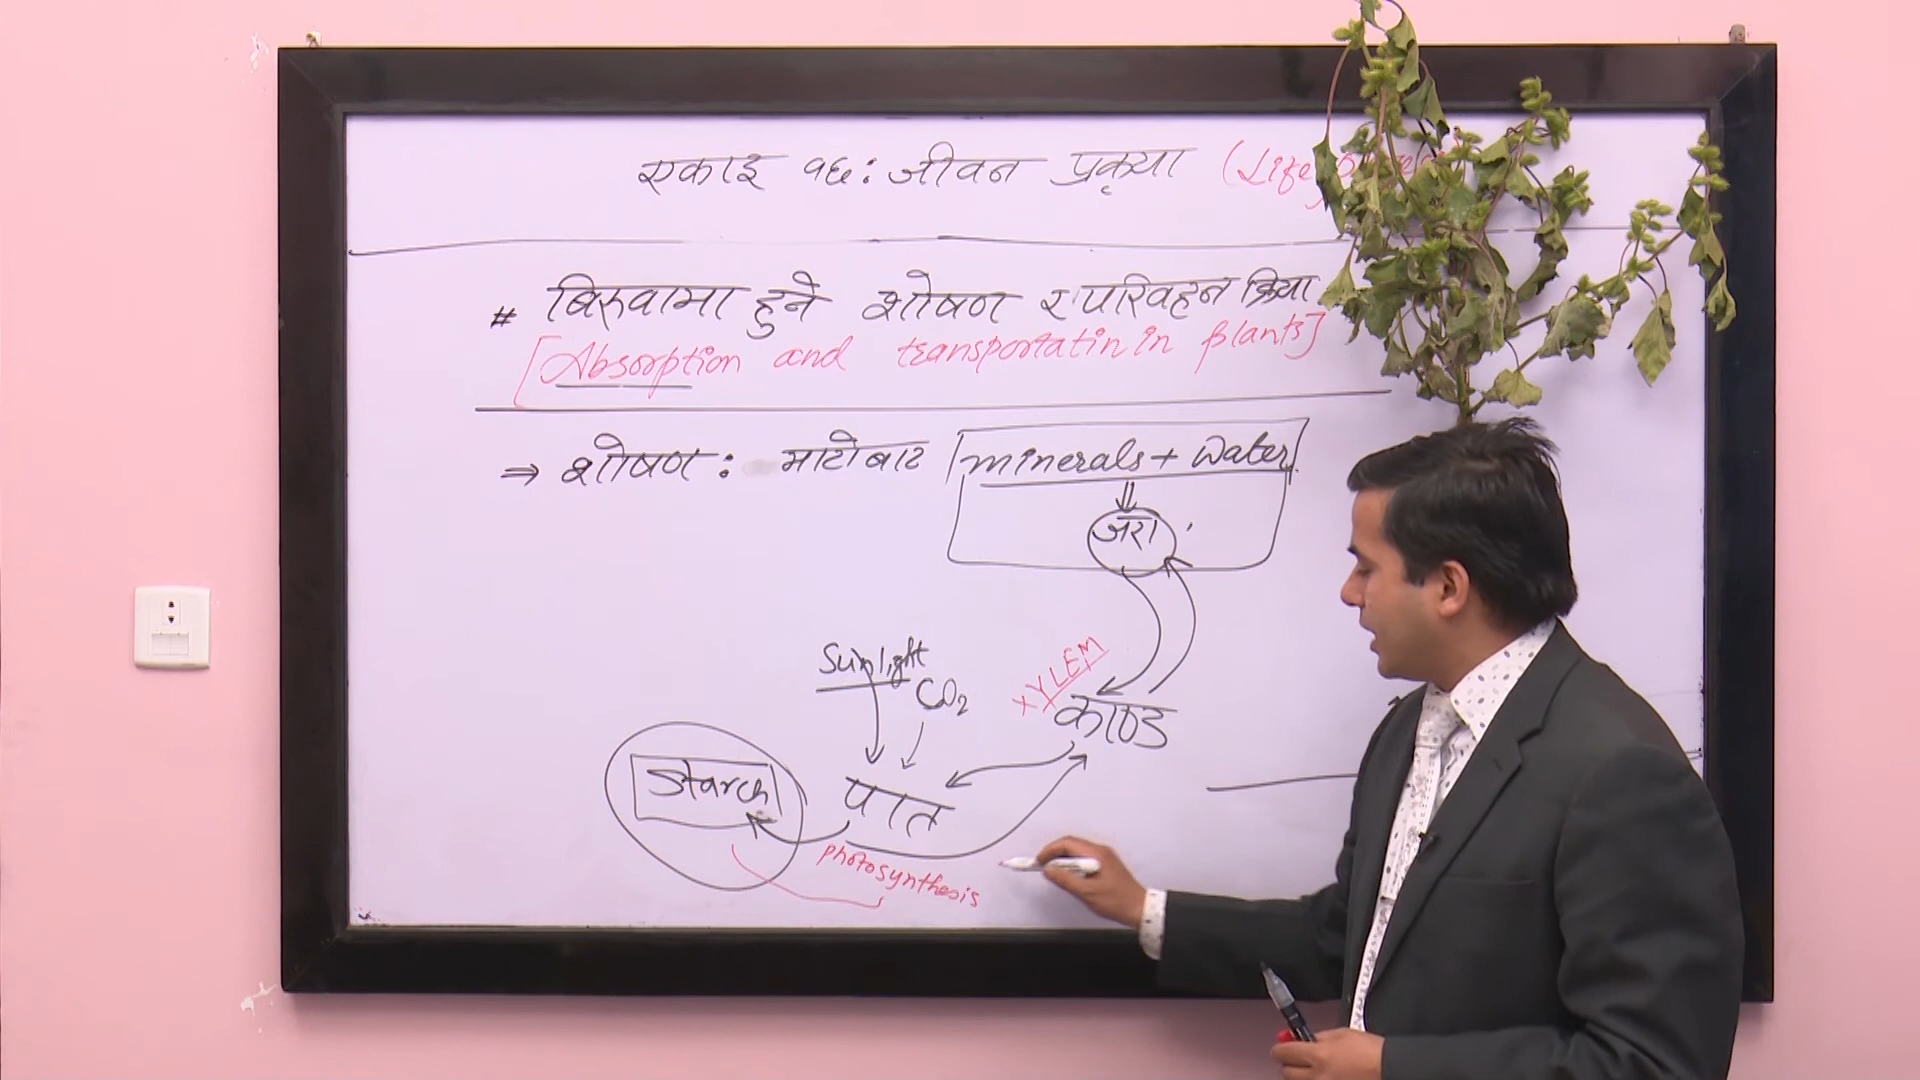 एकाइ १६: जीवन प्रकृया (Life
# बिरुवामा हुने शोषण र परिवहन क्रिया
[Absorption and transportatin in plants]
⇒ शोषण: माटोबाट minerals + Water
जरा
XYLEM
काण्ड
Sunlight
CO2
पात
Starch
photosynthesis